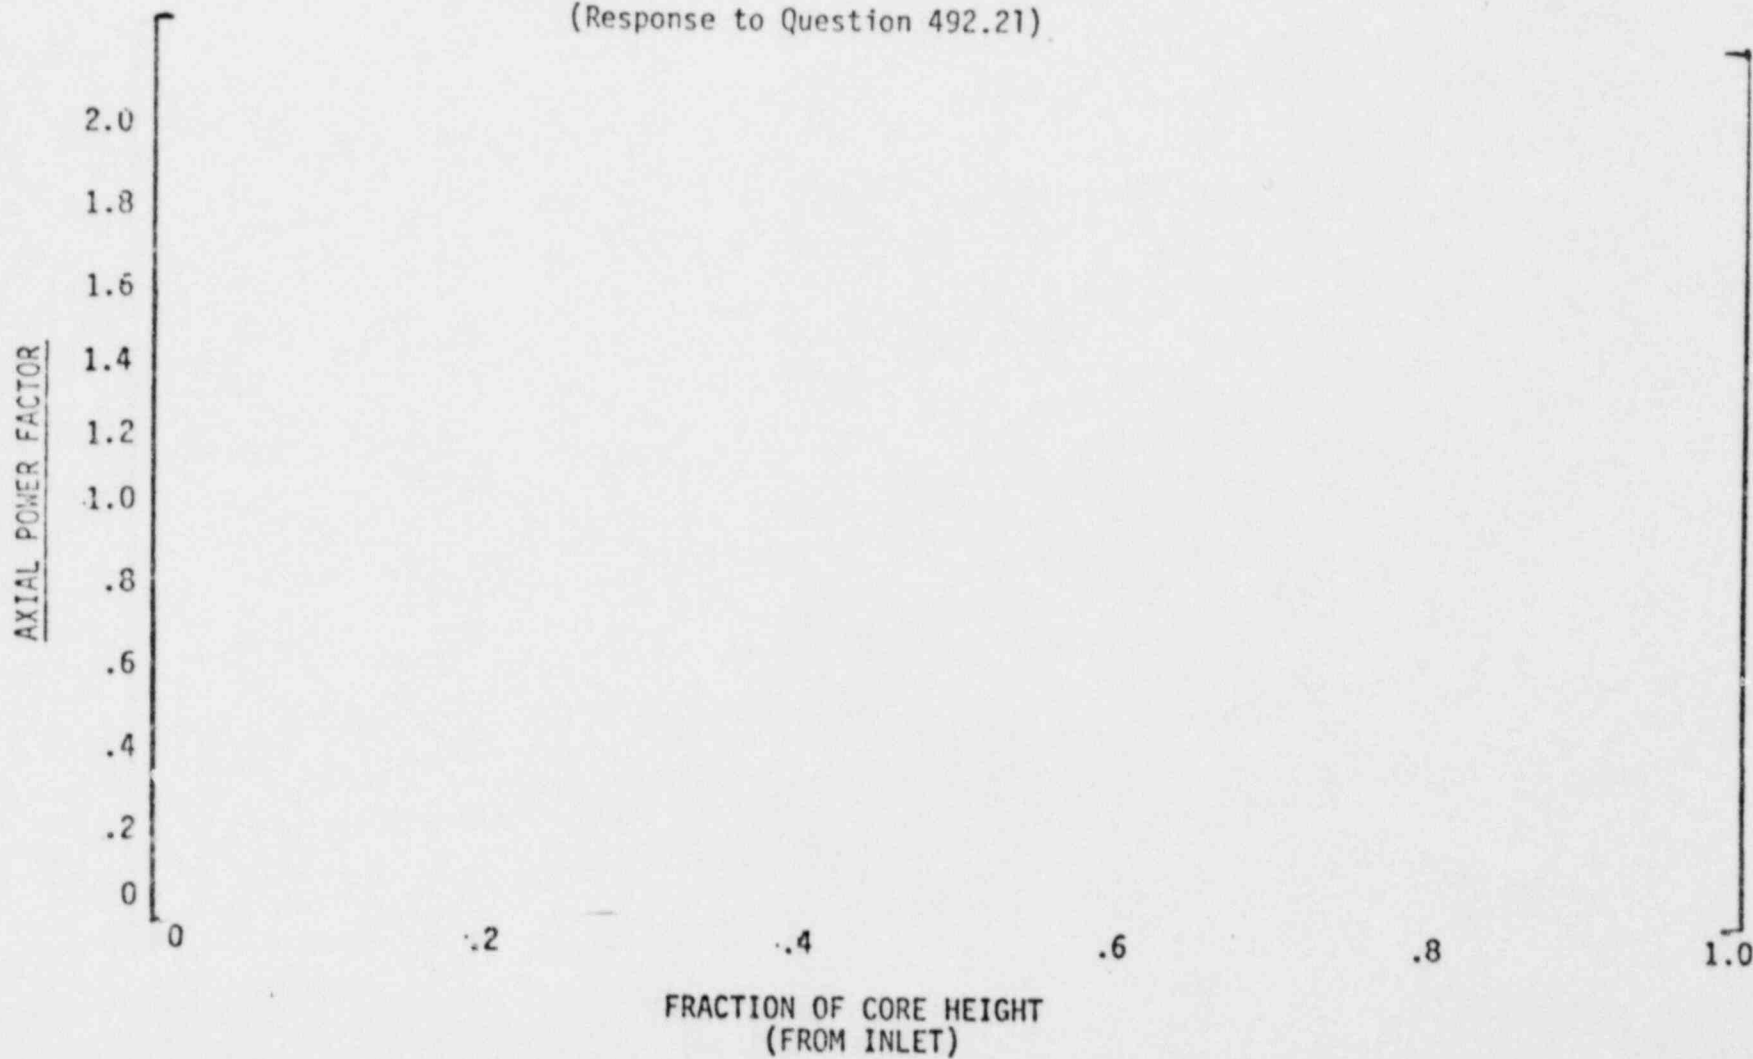 (Response to Question 492.21)
2.0
1.8
1.6
1.4
1.2
1.0
.8
.6
.4
.2
0
AXIAL POWER FACTOR
0 .2 .4 .6 .8 1.0
FRACTION OF CORE HEIGHT
(FROM INLET)